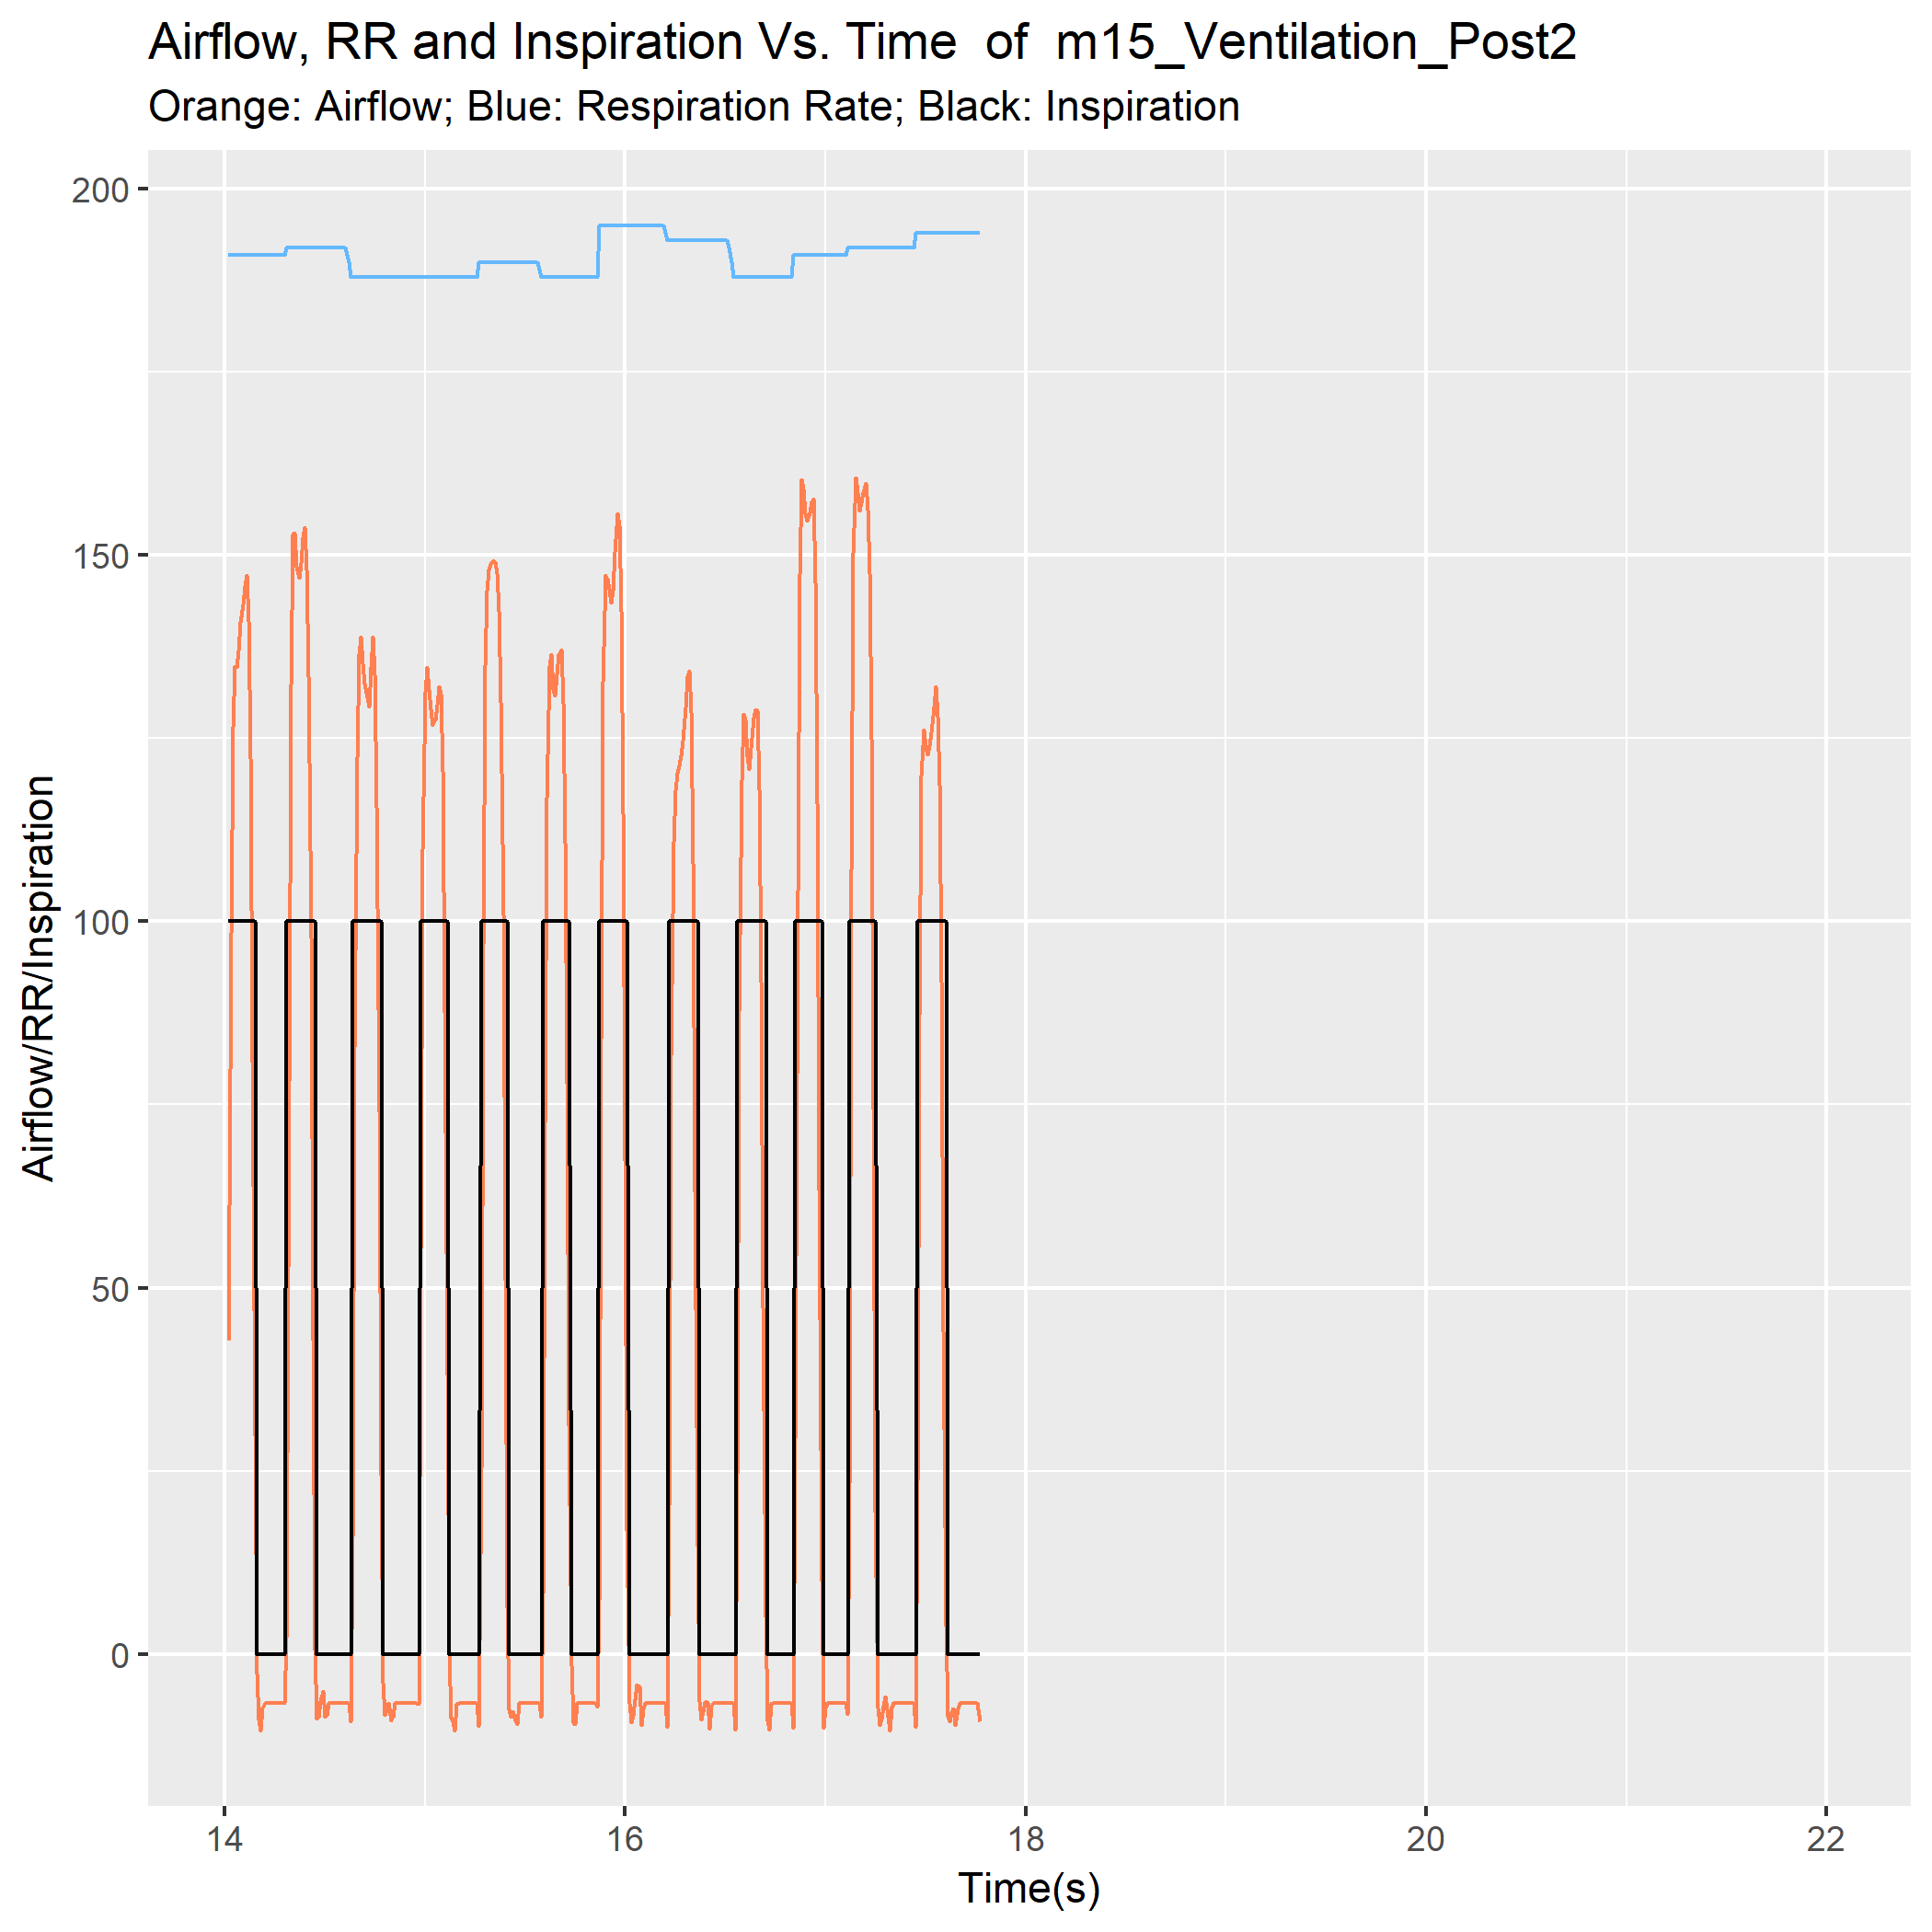 Airflow, RR and Inspiration Vs. Time  of  m15_Ventilation_Post2
Orange: Airflow; Blue: Respiration Rate; Black: Inspiration
Airflow/RR/Inspiration
200
150
100
50
0
14 16 18 20 22
Time(s)